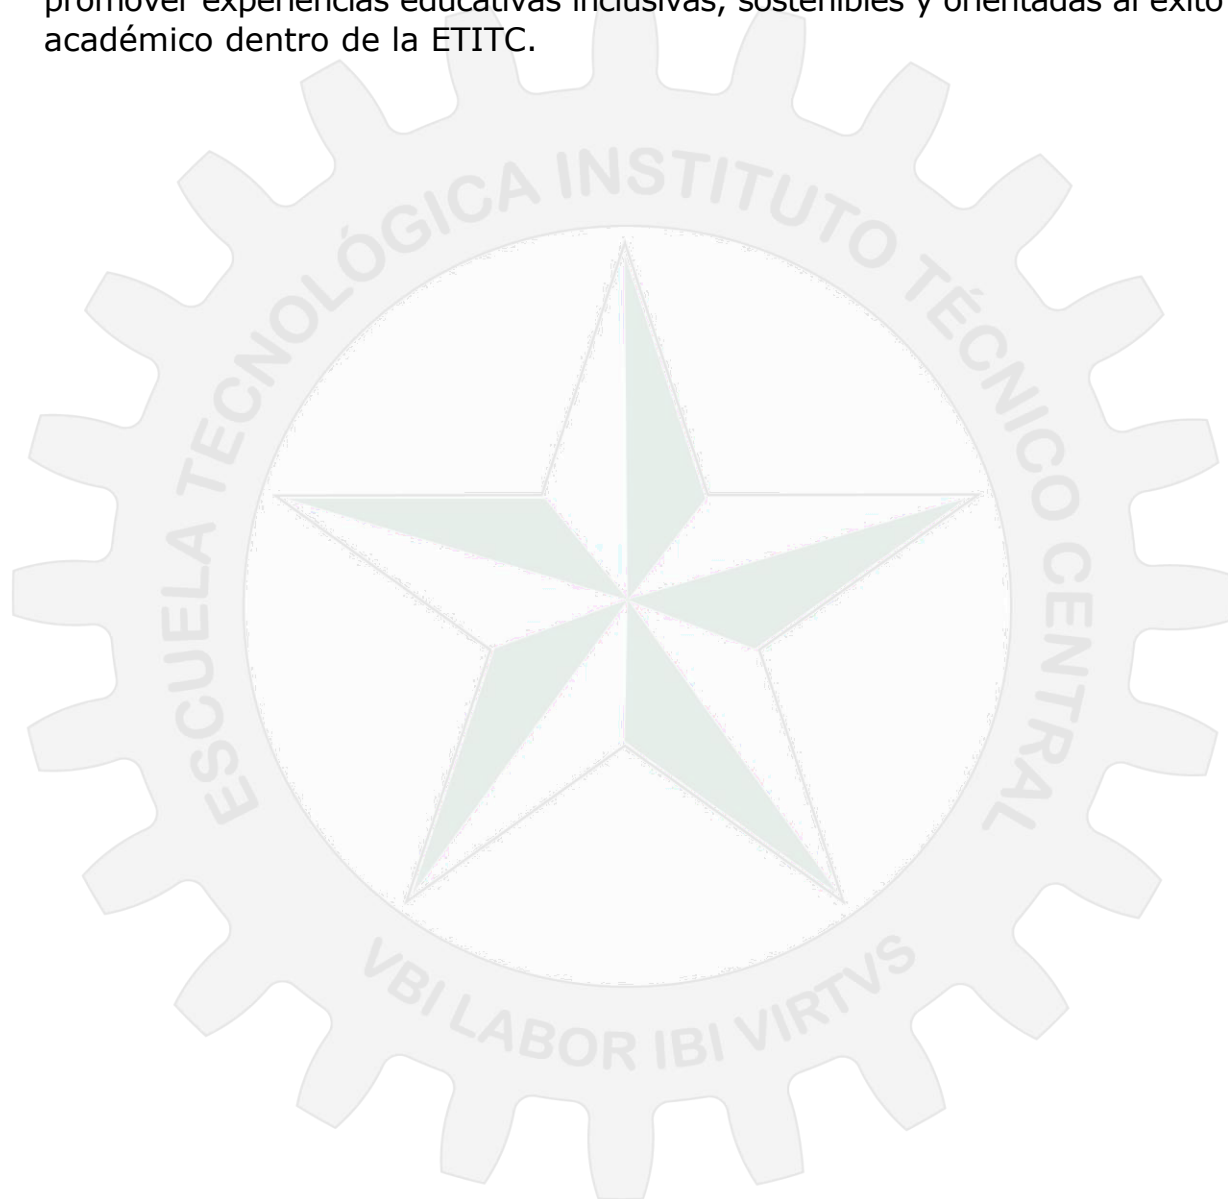 promover experiencias educativas inclusivas, sostenibles y orientadas al éxito
académico dentro de la ETITC.
ESCUELA TECNOLÓGICA INSTITUTO TÉCNICO CENTRAL
VBI LABOR IBI VIRTVS